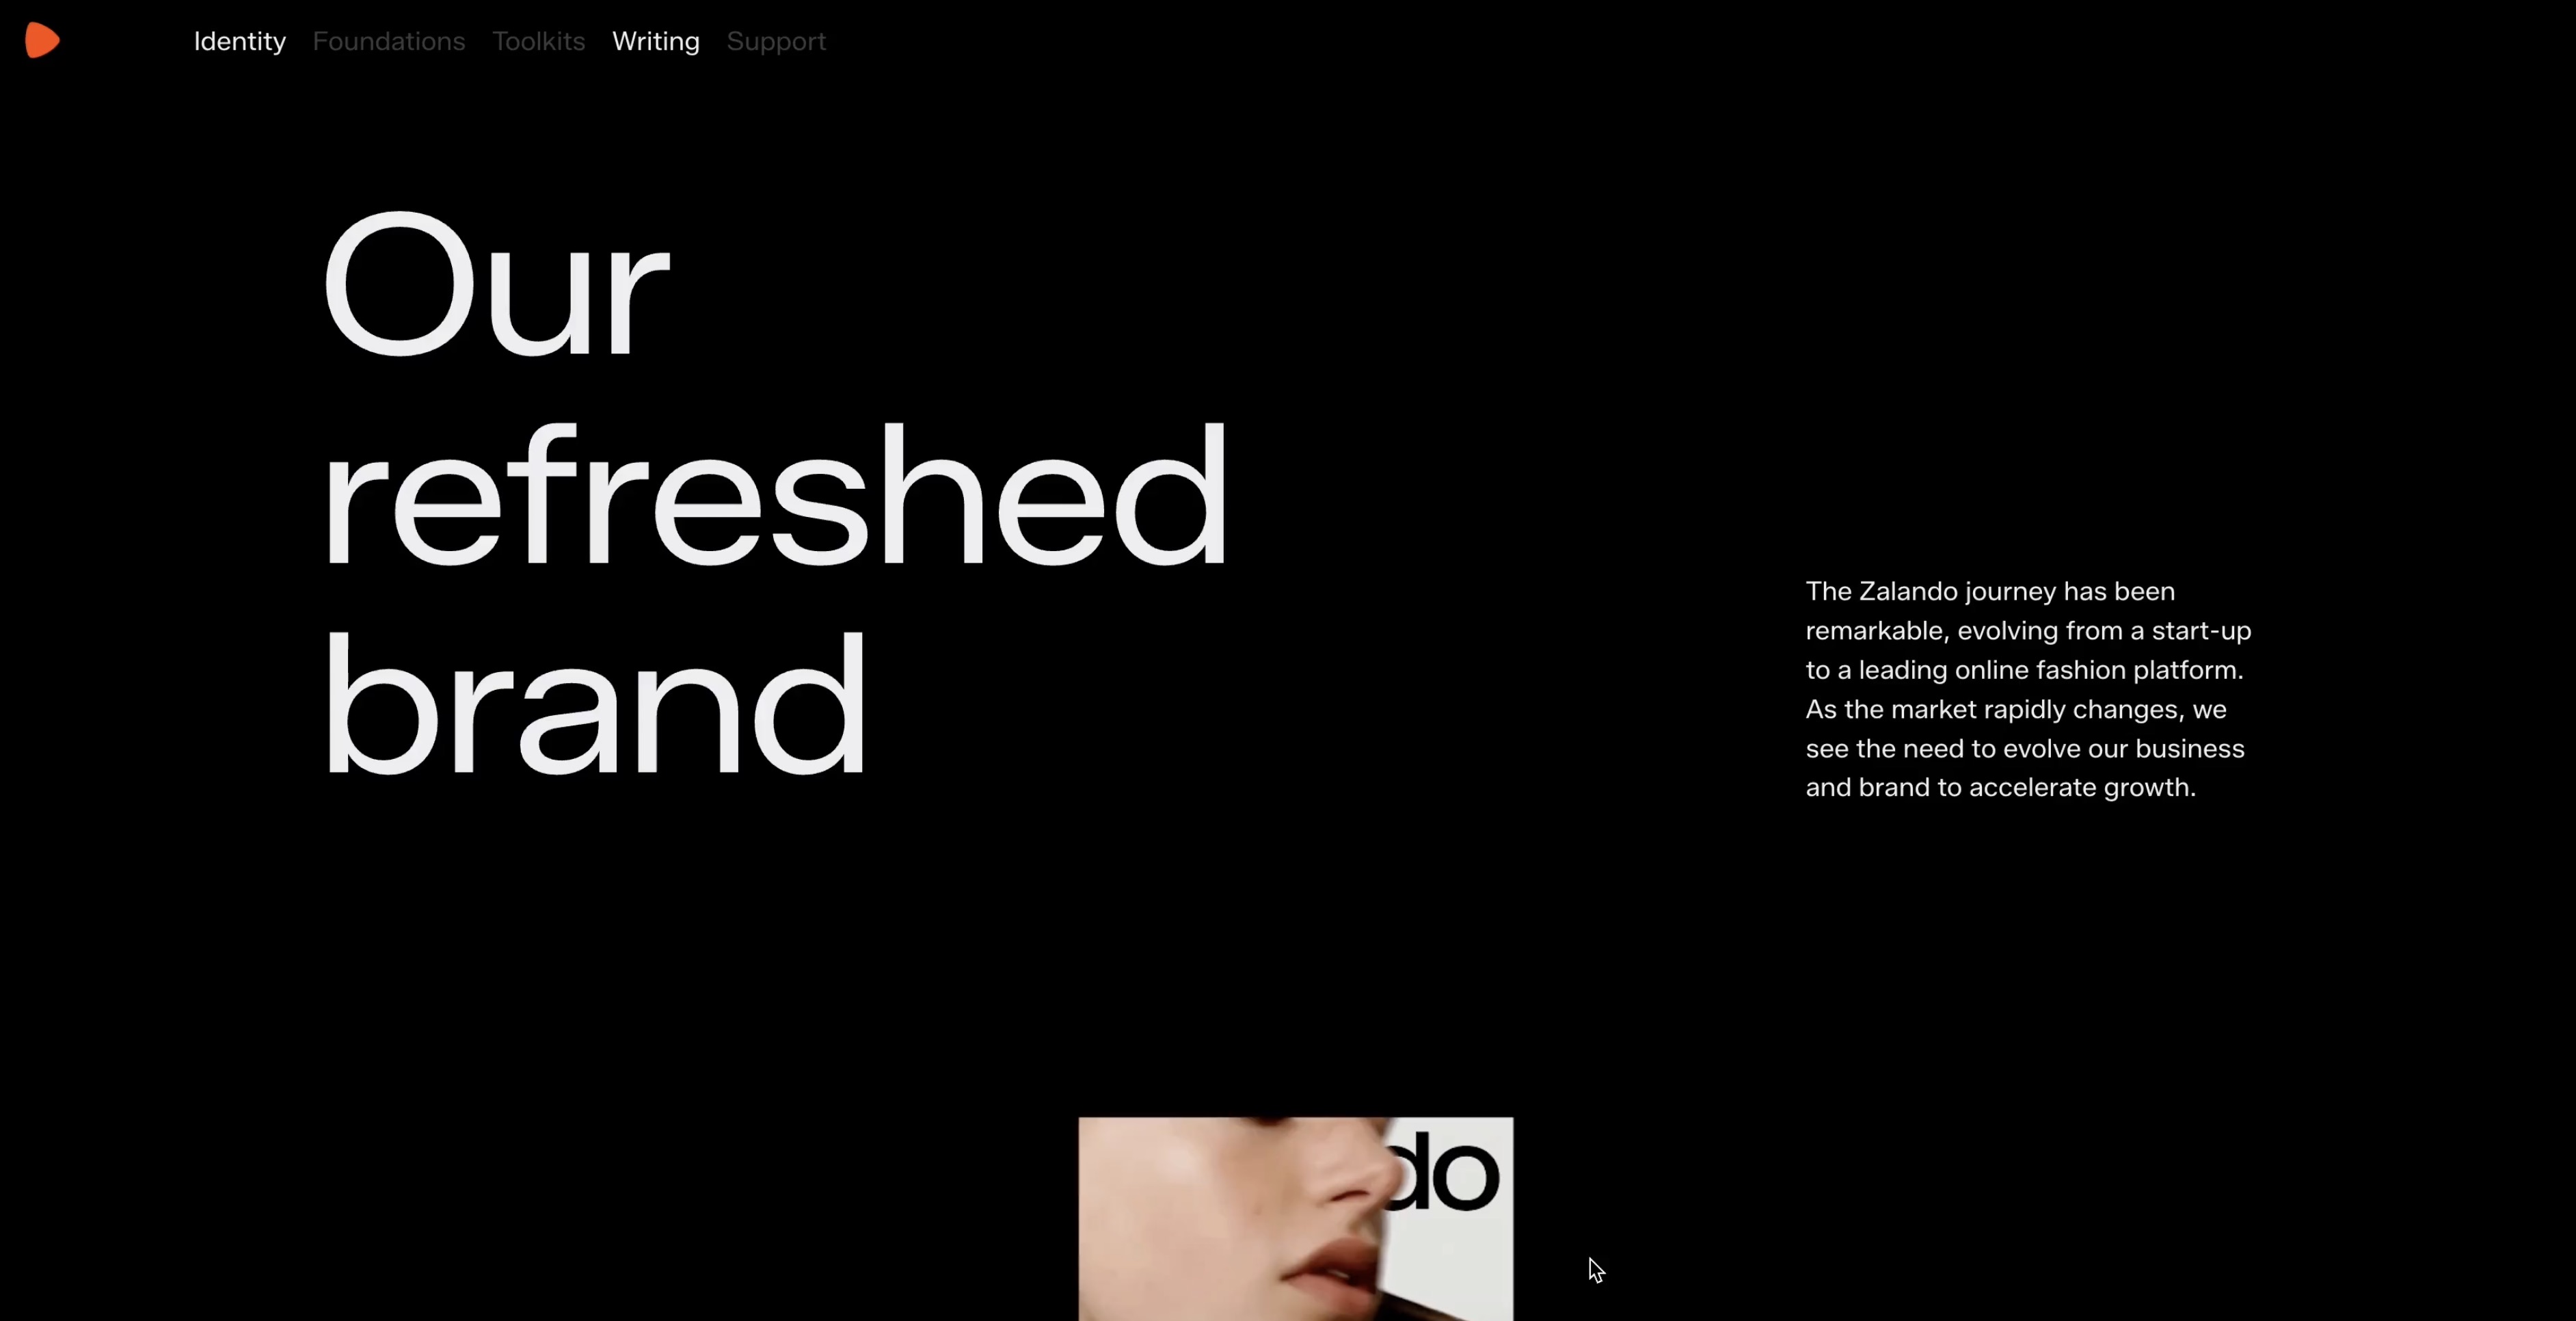 Identity Foundations Toolkits Writing Support
Our
refreshed
brand
The Zalando journey has been
remarkable, evolving from a start-up
to a leading online fashion platform.
As the market rapidly changes, we
see the need to evolve our business
and brand to accelerate growth.
do